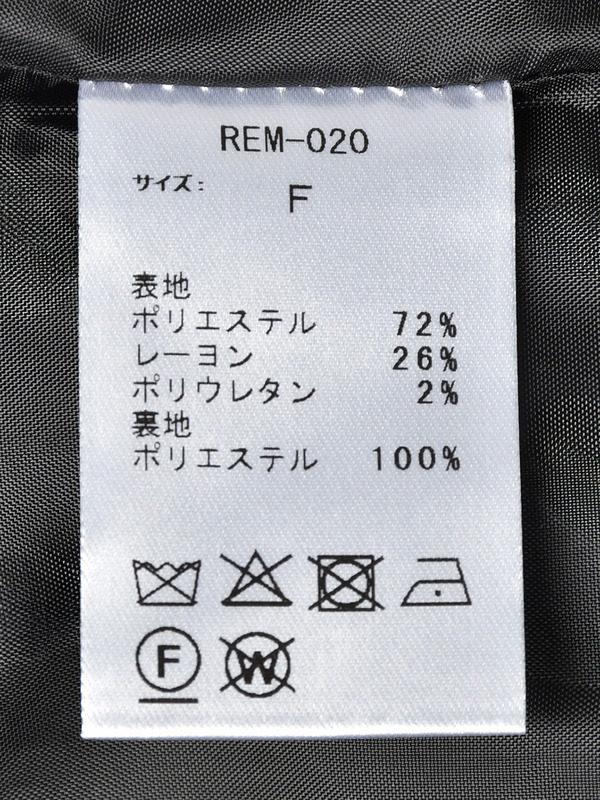 REM-020
サイズ: F
表地
ポリエステル 72%
レーヨン 26%
ポリウレタン 2%
裏地
ポリエステル 100%
F W